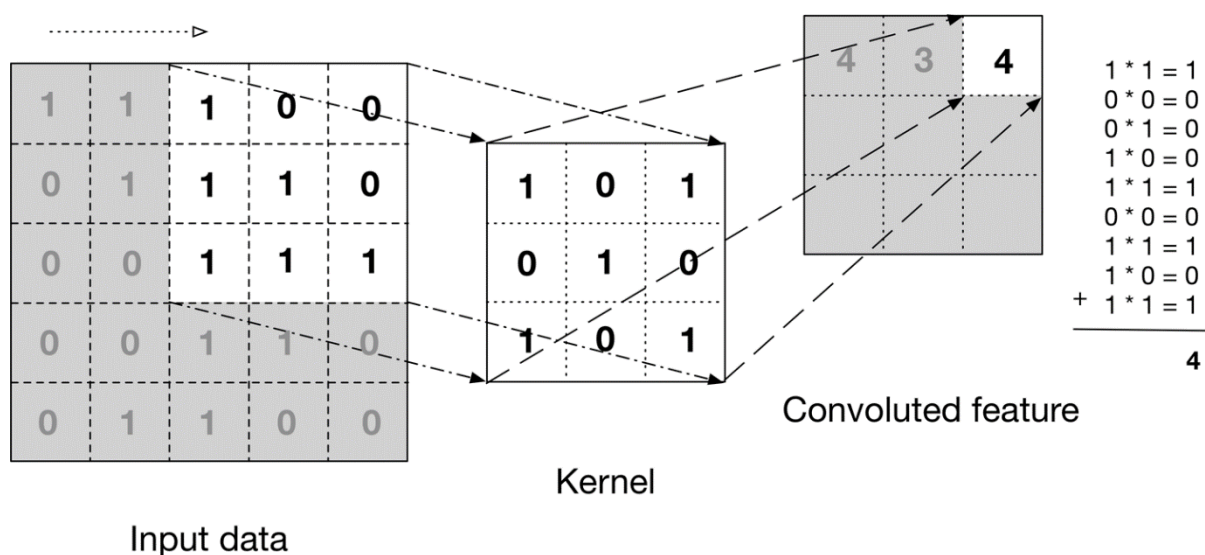 1 1 1 0 0
0 1 1 1 0
0 0 1 1 1
0 0 1 1 0
0 1 1 0 0
Input data
1 0 1
0 1 0
1 0 1
Kernel
4 3 4
Convoluted feature
1 * 1 = 1
0 * 0 = 0
0 * 1 = 0
1 * 0 = 0
1 * 1 = 1
0 * 0 = 0
1 * 1 = 1
1 * 0 = 0
+ 1 * 1 = 1
4